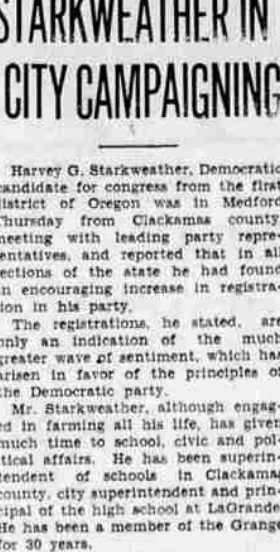 STARKWEATHER IN
CITY CAMPAIGNING
Harvey G. Starkweather, Democratic
candidate for congress from the first
district of Oregon was in Medford
Thursday from Clackamas county,
meeting with leading party repre-
entatives, and reported that in all
ections of the state he had found
an encouraging increase in registra-
ion in his party.
The registrations, he stated, are
only an indication of the much
greater wave of sentiment, which has
arisen in favor of the principles of
the Democratic party.
Mr. Starkweather, although engag-
ed in farming all his life, has given
much time to school, civic and pol-
itical affairs. He has been superin-
tendent of schools in Clackamas
county, city superintendent and prin-
cipal of the high school at LaGrande.
He has been a member of the Grange
for 30 years.